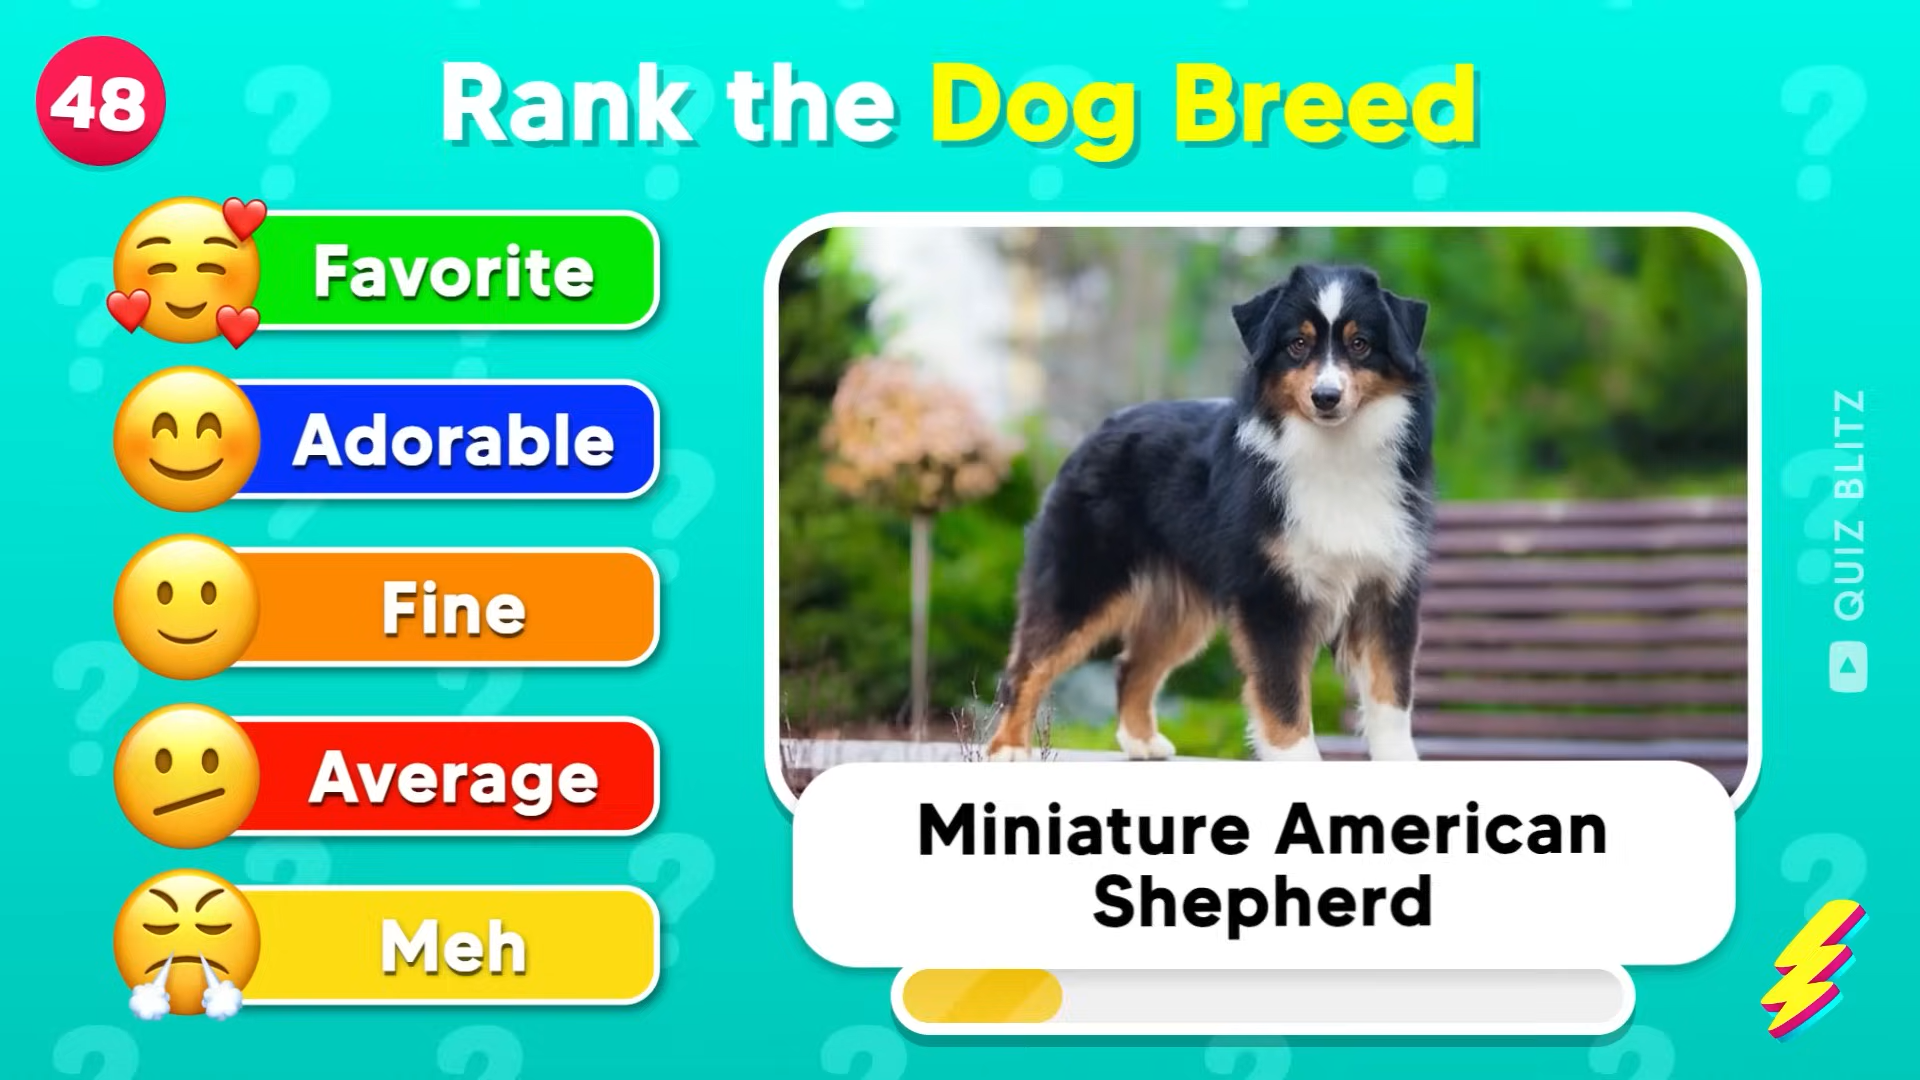 48
Rank the Dog Breed
Favorite
Adorable
Fine
Average
Meh
Miniature American
Shepherd
QUIZ BLITZ